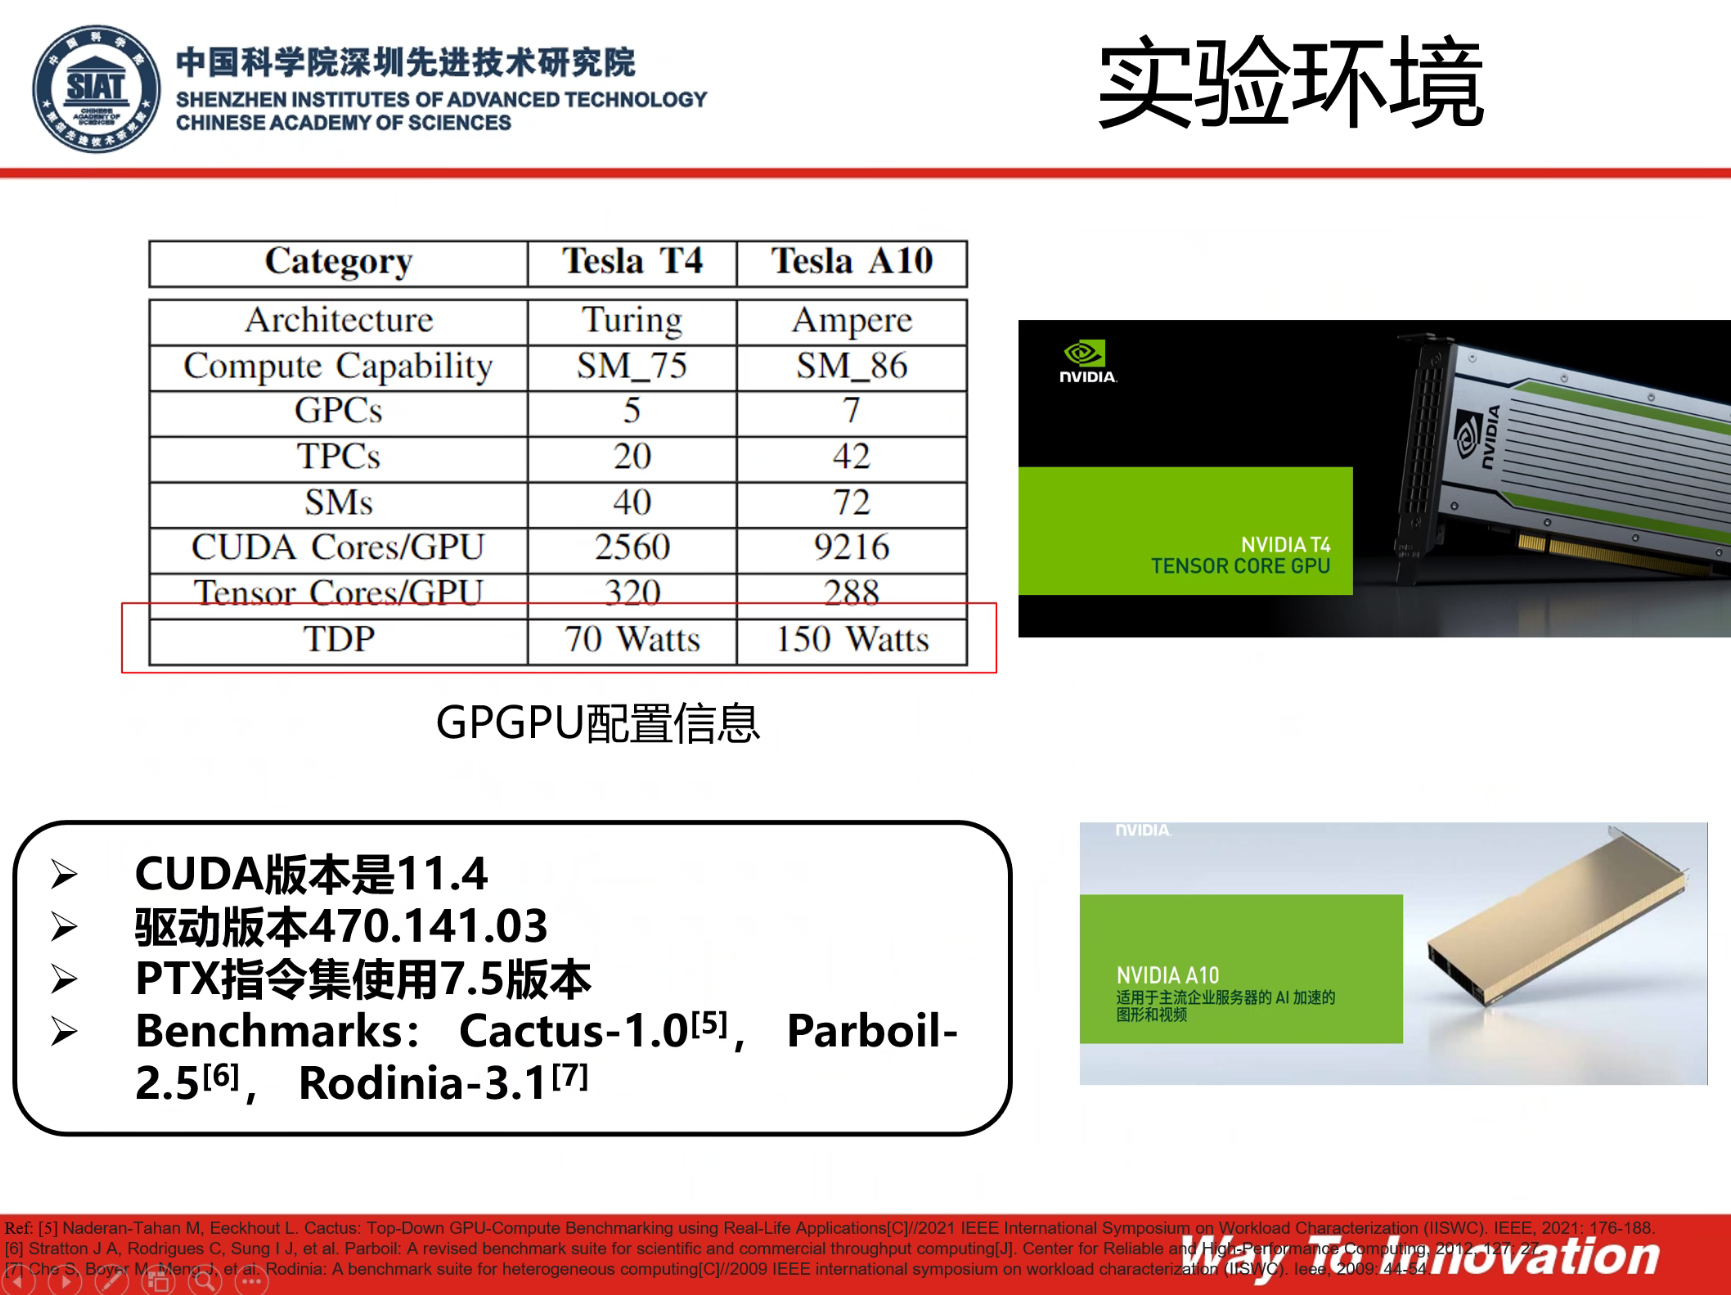 中国科学院深圳先进技术研究院
SHENZHEN INSTITUTES OF ADVANCED TECHNOLOGY
CHINESE ACADEMY OF SCIENCES
SIAT
实验环境
Category Tesla T4 Tesla A10
Architecture Turing Ampere
Compute Capability SM_75 SM_86
GPCs 5 7
TPCs 20 42
SMs 40 72
CUDA Cores/GPU 2560 9216
Tensor Cores/GPU 320 288
TDP 70 Watts 150 Watts
GPGPU配置信息
NVIDIA
NVIDIA
NVIDIA T4
TENSOR CORE GPU
➢ CUDA版本是11.4
➢ 驱动版本470.141.03
➢ PTX指令集使用7.5版本
➢ Benchmarks： Cactus-1.0[5]， Parboil-
2.5[6]， Rodinia-3.1[7]
NVIDIA
NVIDIA A10
适用于主流企业服务器的 AI 加速的
图形和视频
Ref: [5] Naderan-Tahan M, Eeckhout L. Cactus: Top-Down GPU-Compute Benchmarking using Real-Life Applications[C]//2021 IEEE International Symposium on Workload Characterization (IISWC). IEEE, 2021: 176-188.
[6] Stratton J A, Rodrigues C, Sung I J, et al. Parboil: A revised benchmark suite for scientific and commercial throughput computing[J]. Center for Reliable and High-Performance Computing, 2012, 127: 27.
[7] Che S, Boyer M, Meng J, et al. Rodinia: A benchmark suite for heterogeneous computing[C]//2009 IEEE international symposium on workload characterization (IISWC). Ieee, 2009: 44-54.
Way To Innovation